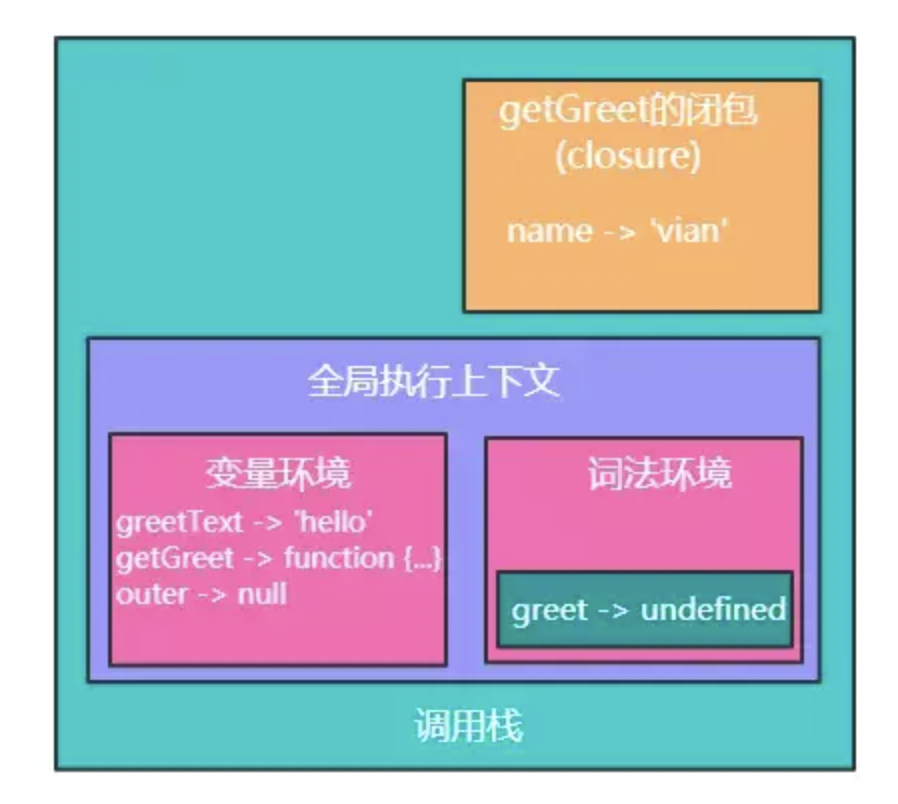 getGreet的闭包
(closure)
name -> 'vian'
全局执行上下文
变量环境
greetText -> 'hello'
getGreet -> function {...}
outer -> null
词法环境
greet -> undefined
调用栈